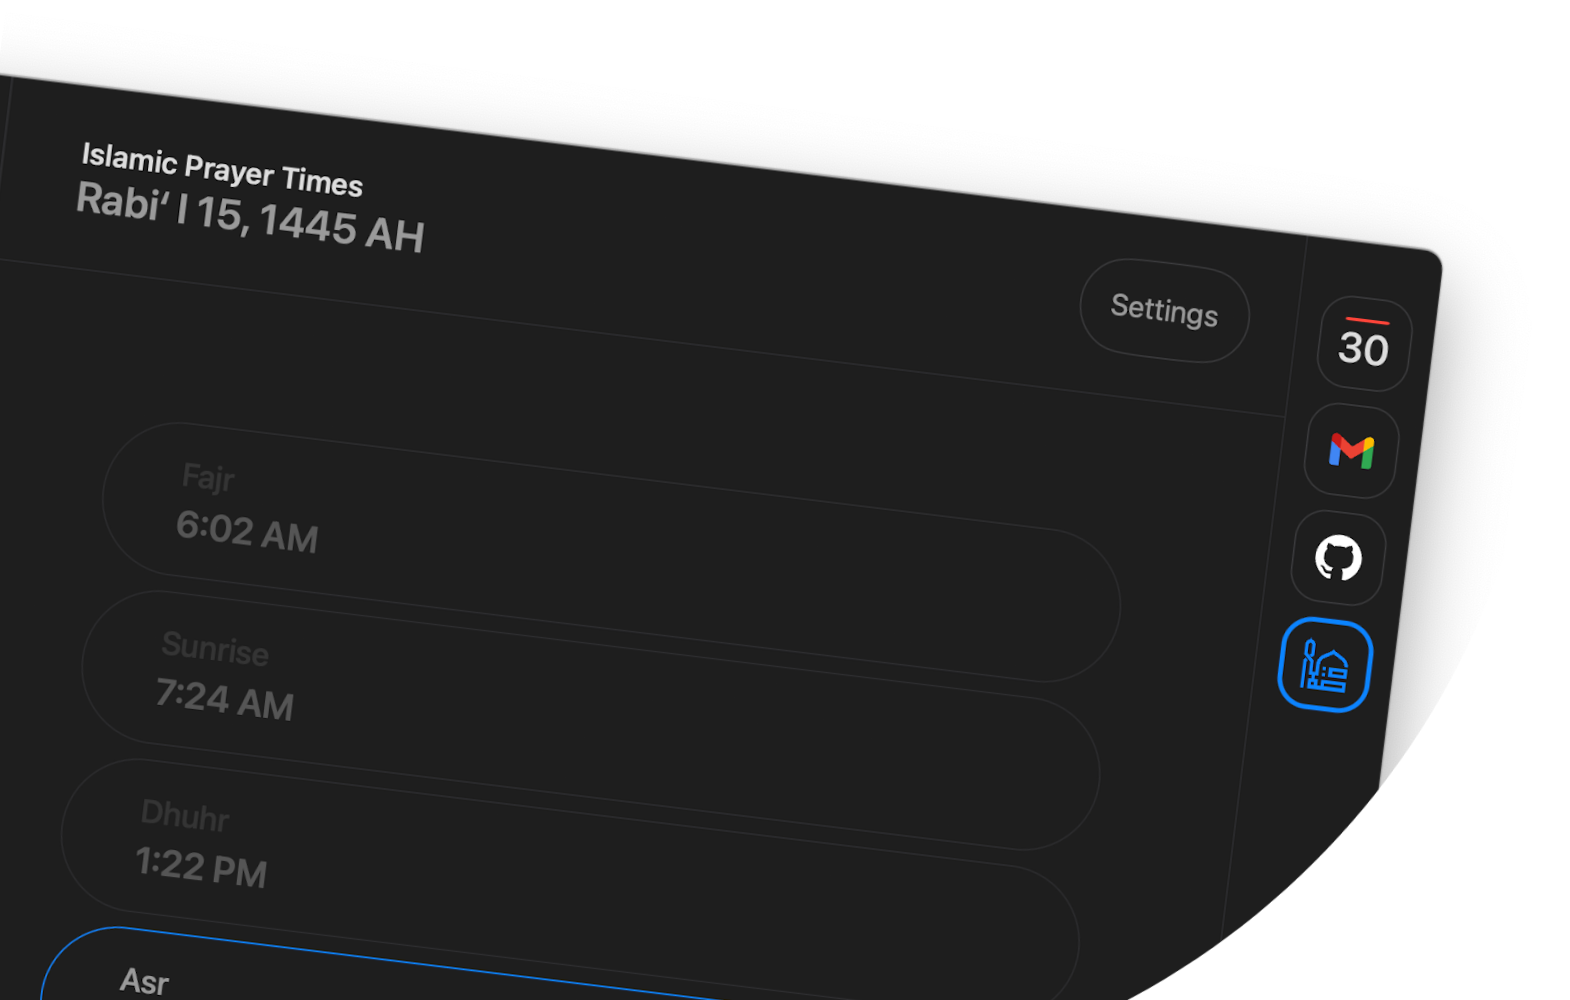 Islamic Prayer Times
Rabiʻ I 15, 1445 AH
Settings
30
Fajr
6:02 AM
Sunrise
7:24 AM
Dhuhr
1:22 PM
Asr